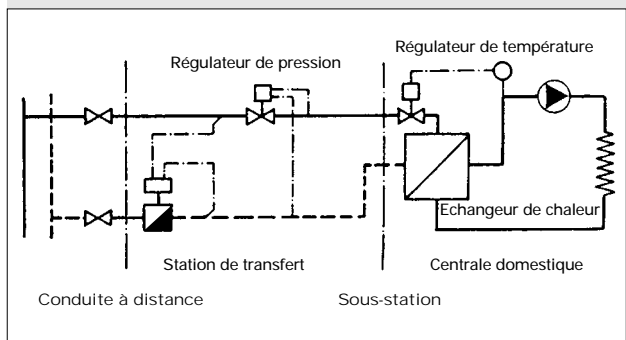 Régulateur de température
Régulateur de pression
Echangeur de chaleur
Station de transfert
Centrale domestique
Conduite à distance
Sous-station